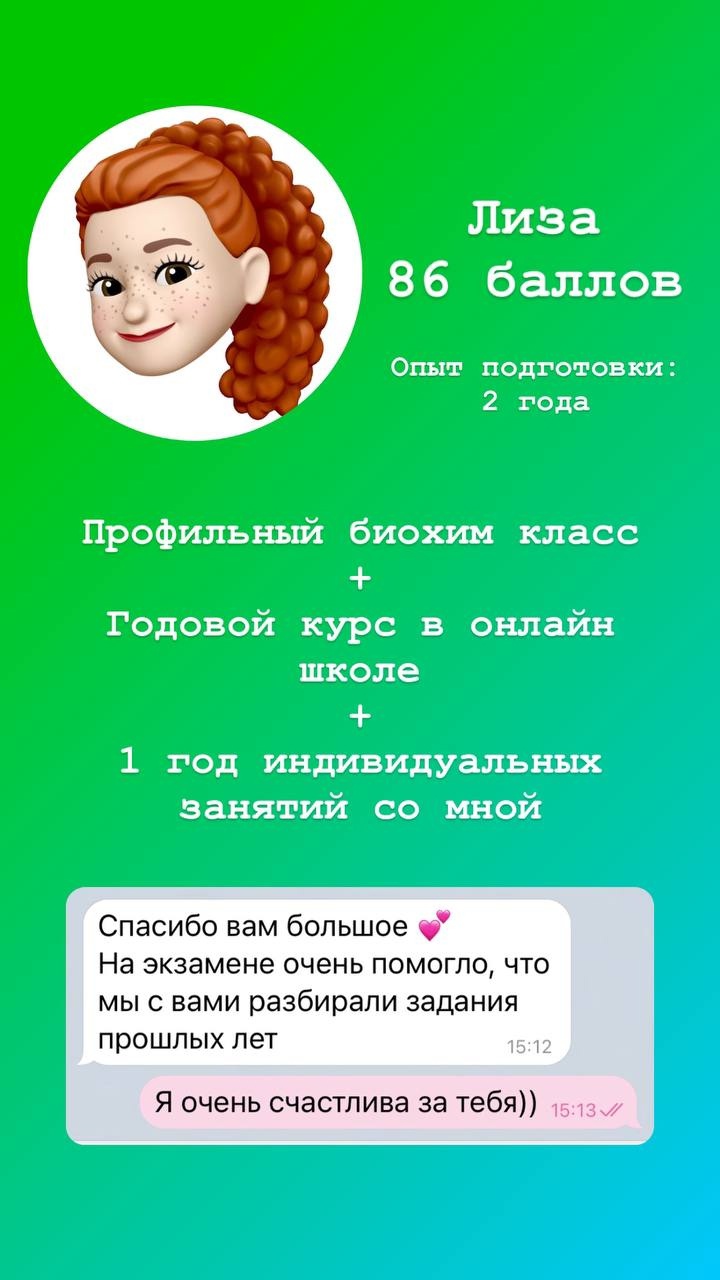 Лиза
86 баллов
Опыт подготовки:
2 года
Профильный биохим класс
+
Годовой курс в онлайн
школе
+
1 год индивидуальных
занятий со мной
Спасибо вам большое 💕
На экзамене очень помогло, что
мы с вами разбирали задания
прошлых лет
15:12
Я очень счастлива за тебя))
15:13